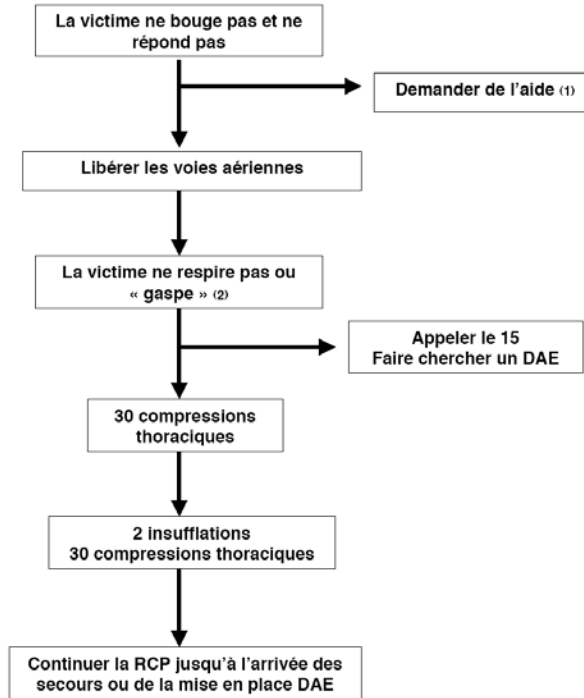 La victime ne bouge pas et ne
répond pas
Demander de l'aide (1)
Libérer les voies aériennes
La victime ne respire pas ou
« gaspe » (2)
Appeler le 15
Faire chercher un DAE
30 compressions
thoraciques
2 insufflations
30 compressions thoraciques
Continuer la RCP jusqu'à l'arrivée des
secours ou de la mise en place DAE